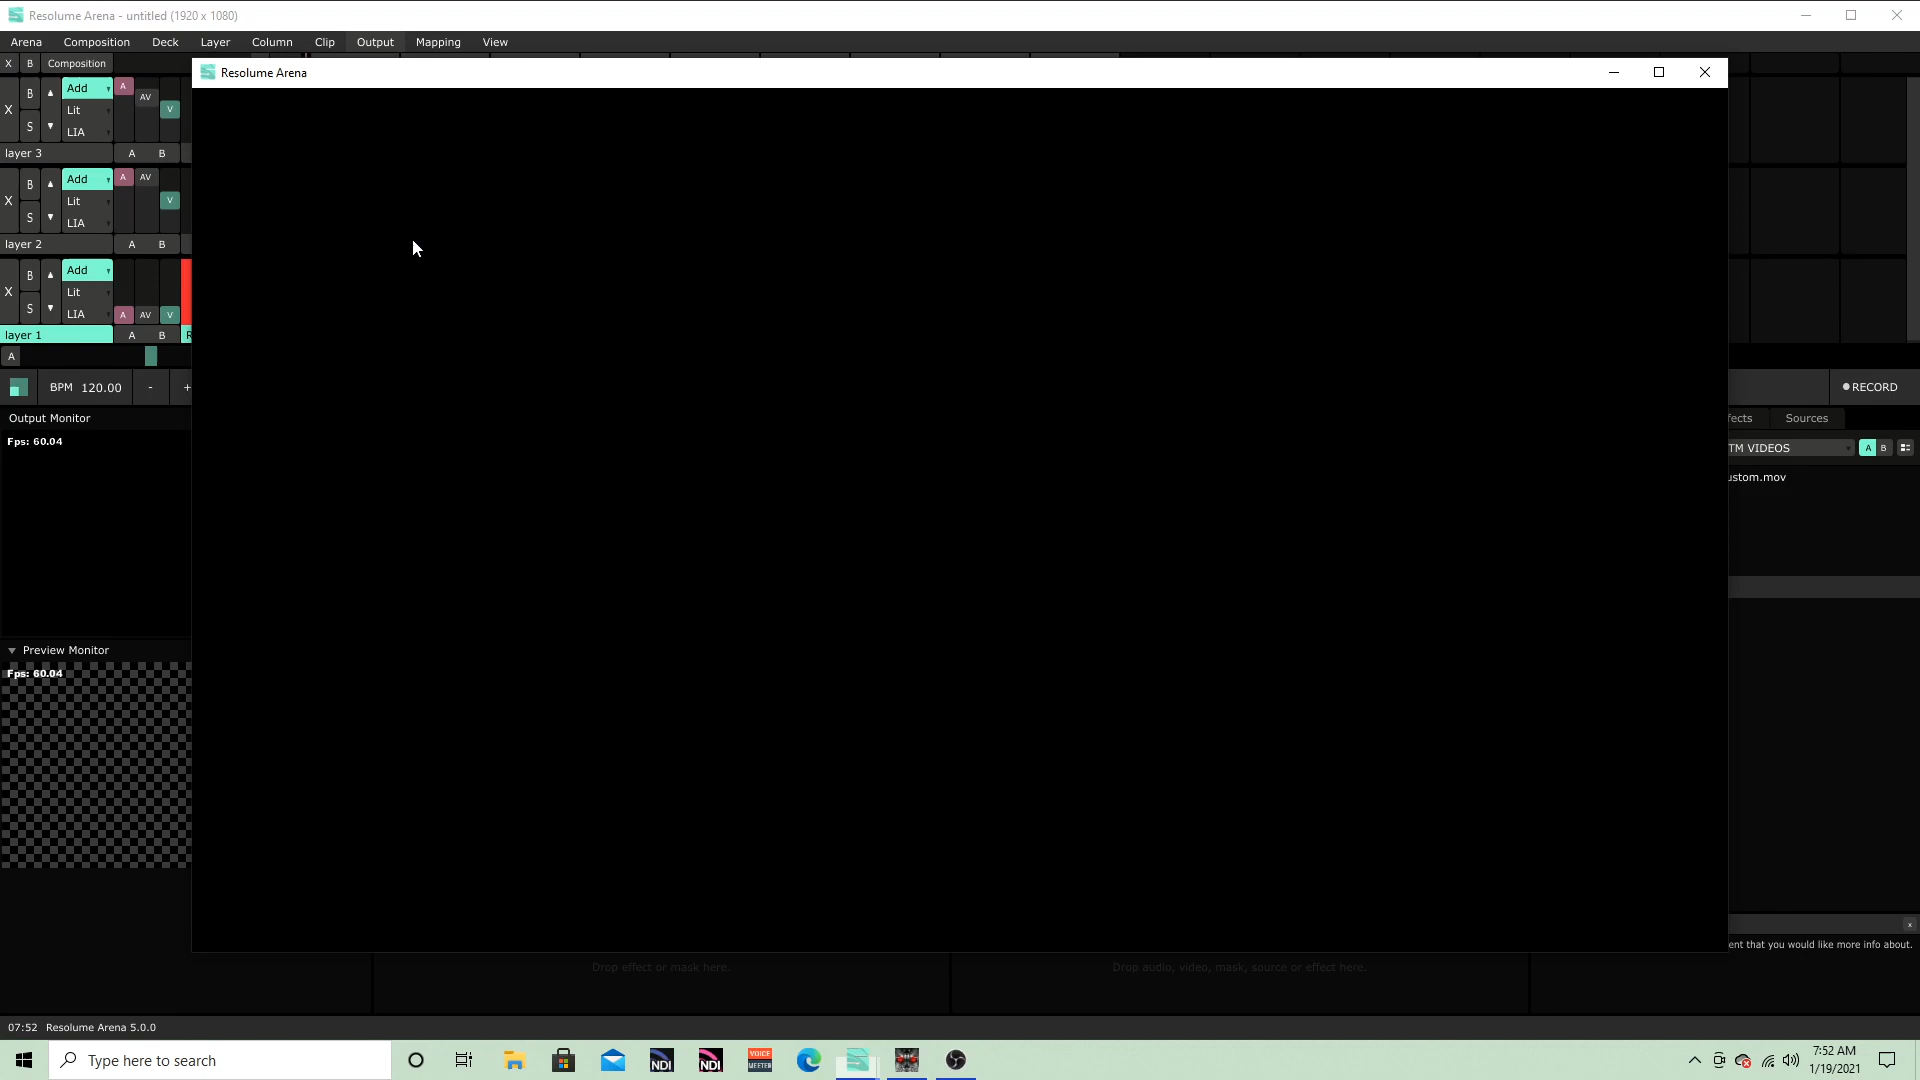 Resolume Arena - untitled (1920 x 1080)
Arena Composition Deck Layer Column Clip Output Mapping View
X B Composition
Resolume Arena
B Add A AV V
X Lit
S LIA
layer 3 A B
B Add A AV
X Lit V
S LIA
layer 2 A B
B Add
X Lit
S LIA A AV V
layer 1 A B R
A
BPM 120.00 - +
RECORD
Output Monitor
Fps: 60.04
fects Sources
TM VIDEOS A B
ustom.mov
Preview Monitor
Fps: 60.04
x
ent that you would like more info about.
Drop effect or mask here.
Drop audio, video, mask, source or effect here.
07:52 Resolume Arena 5.0.0
Type here to search
NDI
NDI
VOICE
MEETER
7:52 AM
1/19/2021